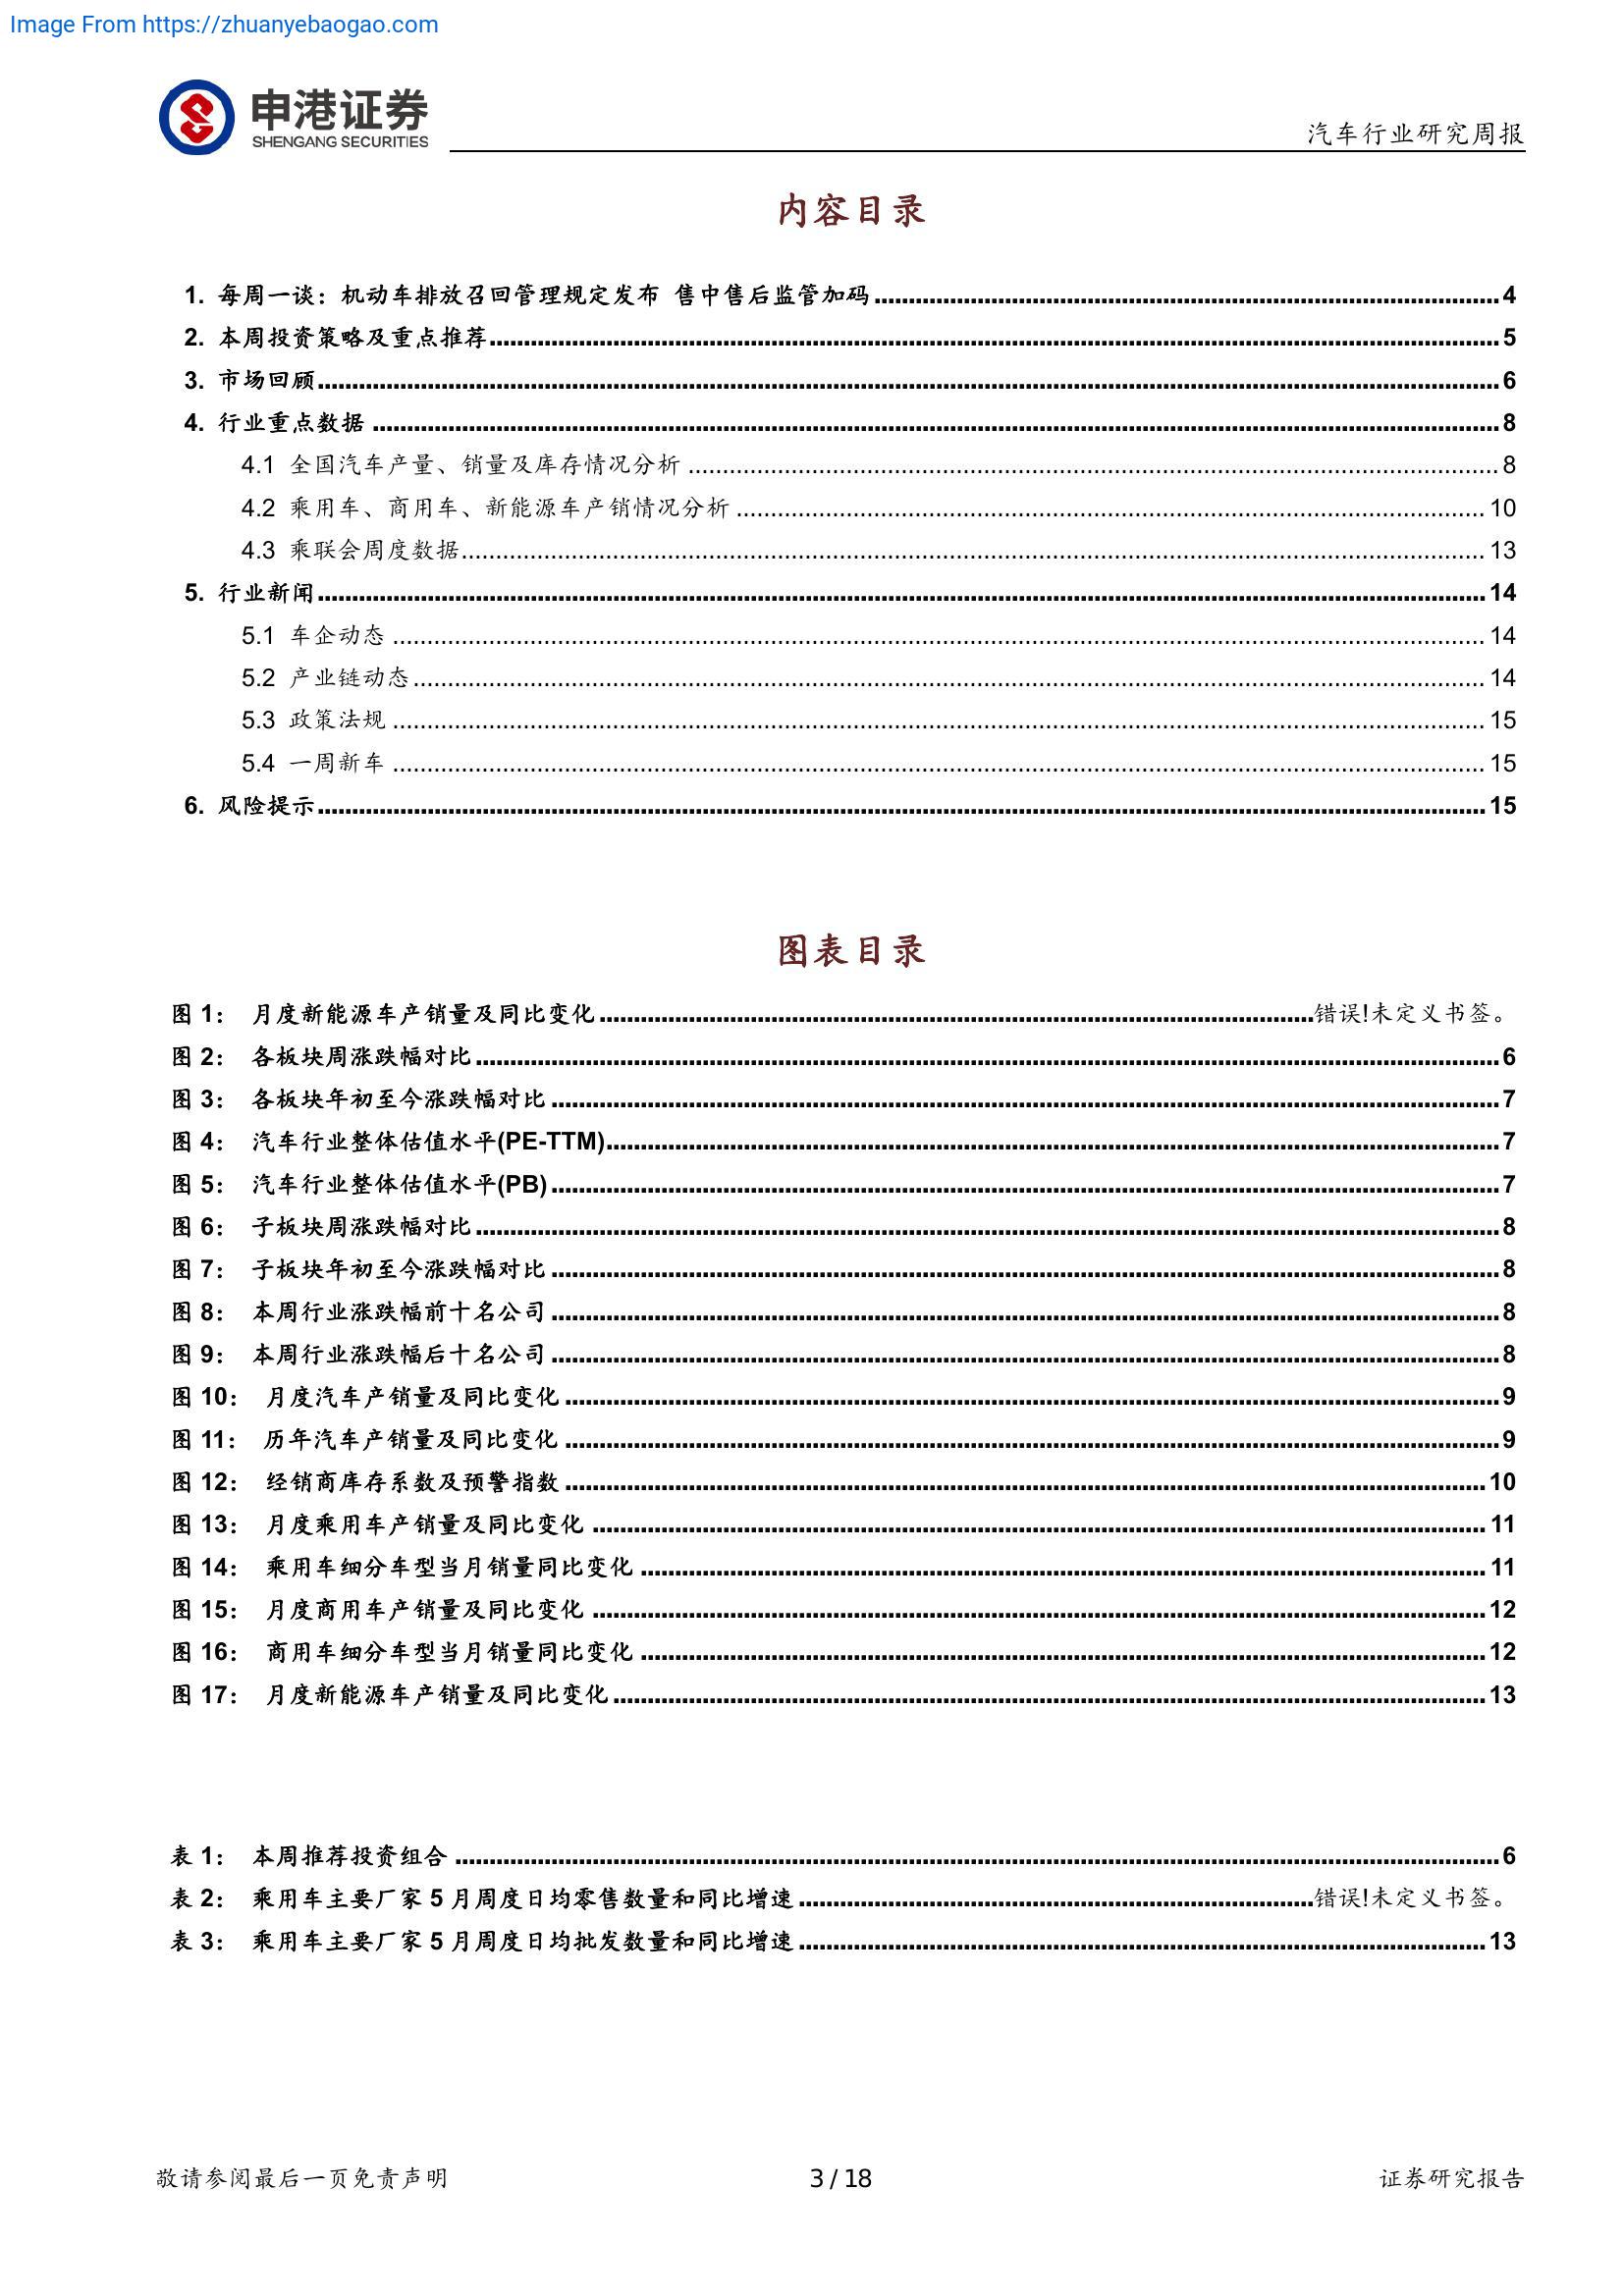 Image From https://zhuanyebaogao.com
申港证券
SHENGANG SECURITIES
汽车行业研究周报
内容目录
1. 每周一谈：机动车排放召回管理规定发布 售中售后监管加码 4
2. 本周投资策略及重点推荐 5
3. 市场回顾 6
4. 行业重点数据 8
4.1 全国汽车产量、销量及库存情况分析 8
4.2 乘用车、商用车、新能源车产销情况分析 10
4.3 乘联会周度数据 13
5. 行业新闻 14
5.1 车企动态 14
5.2 产业链动态 14
5.3 政策法规 15
5.4 一周新车 15
6. 风险提示 15
图表目录
图 1： 月度新能源车产销量及同比变化 错误!未定义书签。
图 2： 各板块周涨跌幅对比 6
图 3： 各板块年初至今涨跌幅对比 7
图 4： 汽车行业整体估值水平(PE-TTM) 7
图 5： 汽车行业整体估值水平(PB) 7
图 6： 子板块周涨跌幅对比 8
图 7： 子板块年初至今涨跌幅对比 8
图 8： 本周行业涨跌幅前十名公司 8
图 9： 本周行业涨跌幅后十名公司 8
图 10： 月度汽车产销量及同比变化 9
图 11： 历年汽车产销量及同比变化 9
图 12： 经销商库存系数及预警指数 10
图 13： 月度乘用车产销量及同比变化 11
图 14： 乘用车细分车型当月销量同比变化 11
图 15： 月度商用车产销量及同比变化 12
图 16： 商用车细分车型当月销量同比变化 12
图 17： 月度新能源车产销量及同比变化 13
表 1： 本周推荐投资组合 6
表 2： 乘用车主要厂家 5 月周度日均零售数量和同比增速 错误!未定义书签。
表 3： 乘用车主要厂家 5 月周度日均批发数量和同比增速 13
敬请参阅最后一页免责声明
3 / 18
证券研究报告